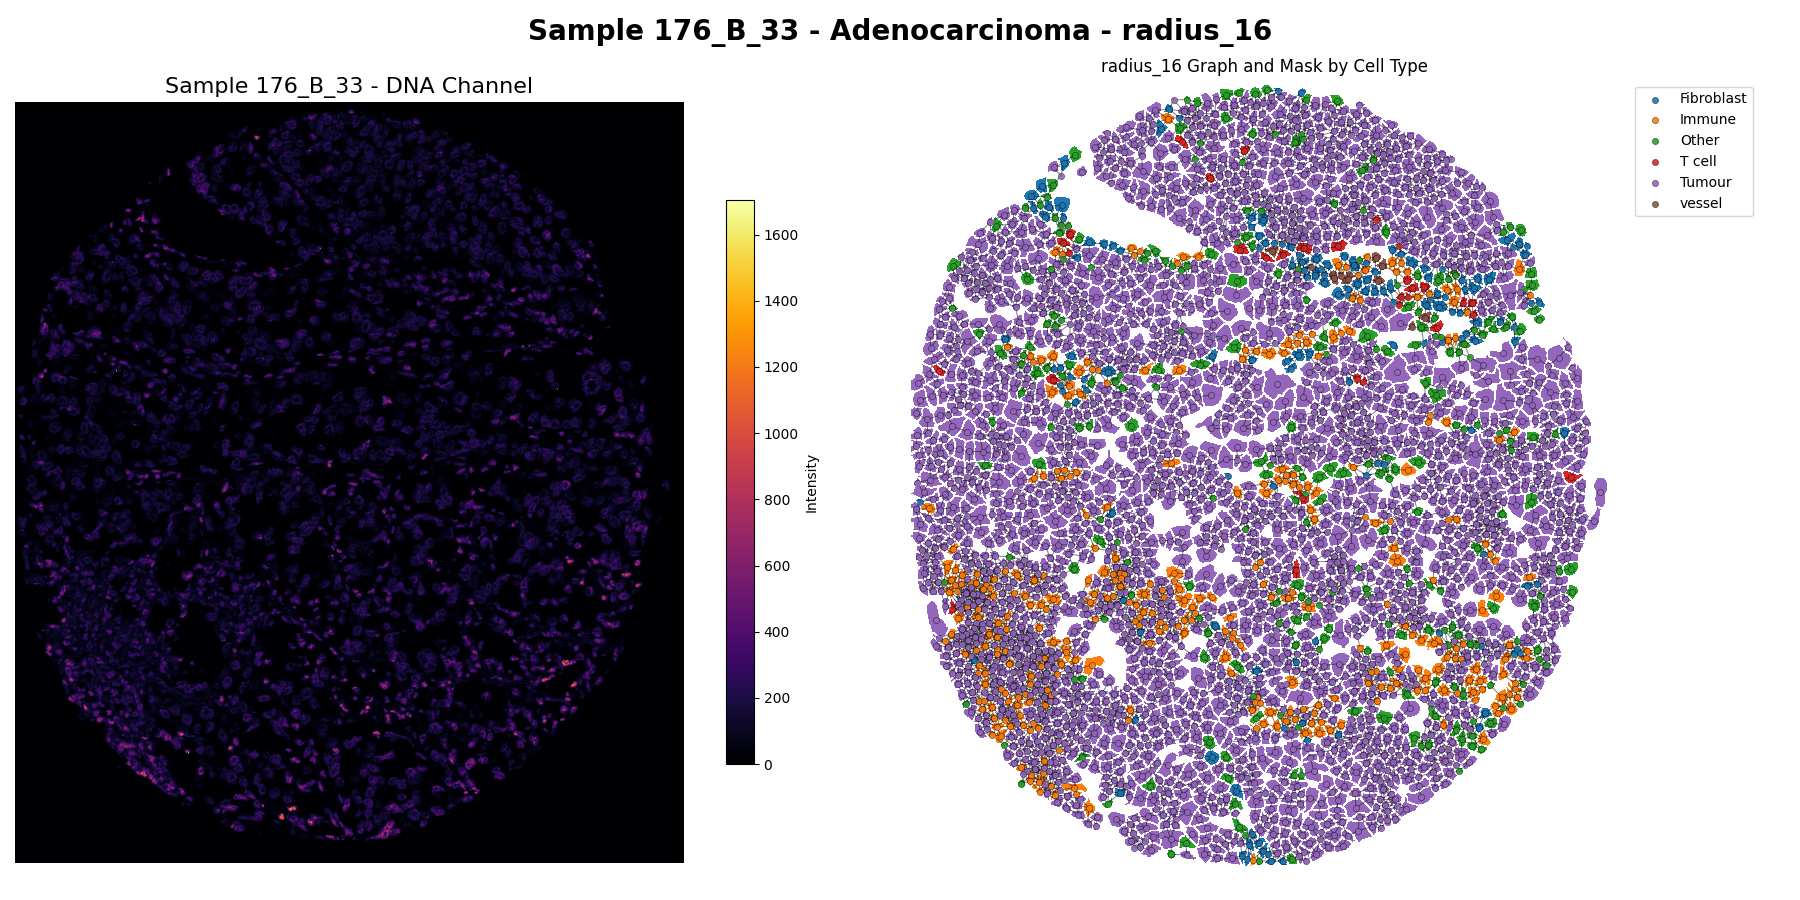 Sample 176_B_33 - Adenocarcinoma - radius_16
Sample 176_B_33 - DNA Channel
radius_16 Graph and Mask by Cell Type
Fibroblast
Immune
Other
T cell
Tumour
vessel
1600
1400
1200
1000
800
600
400
200
0
Intensity